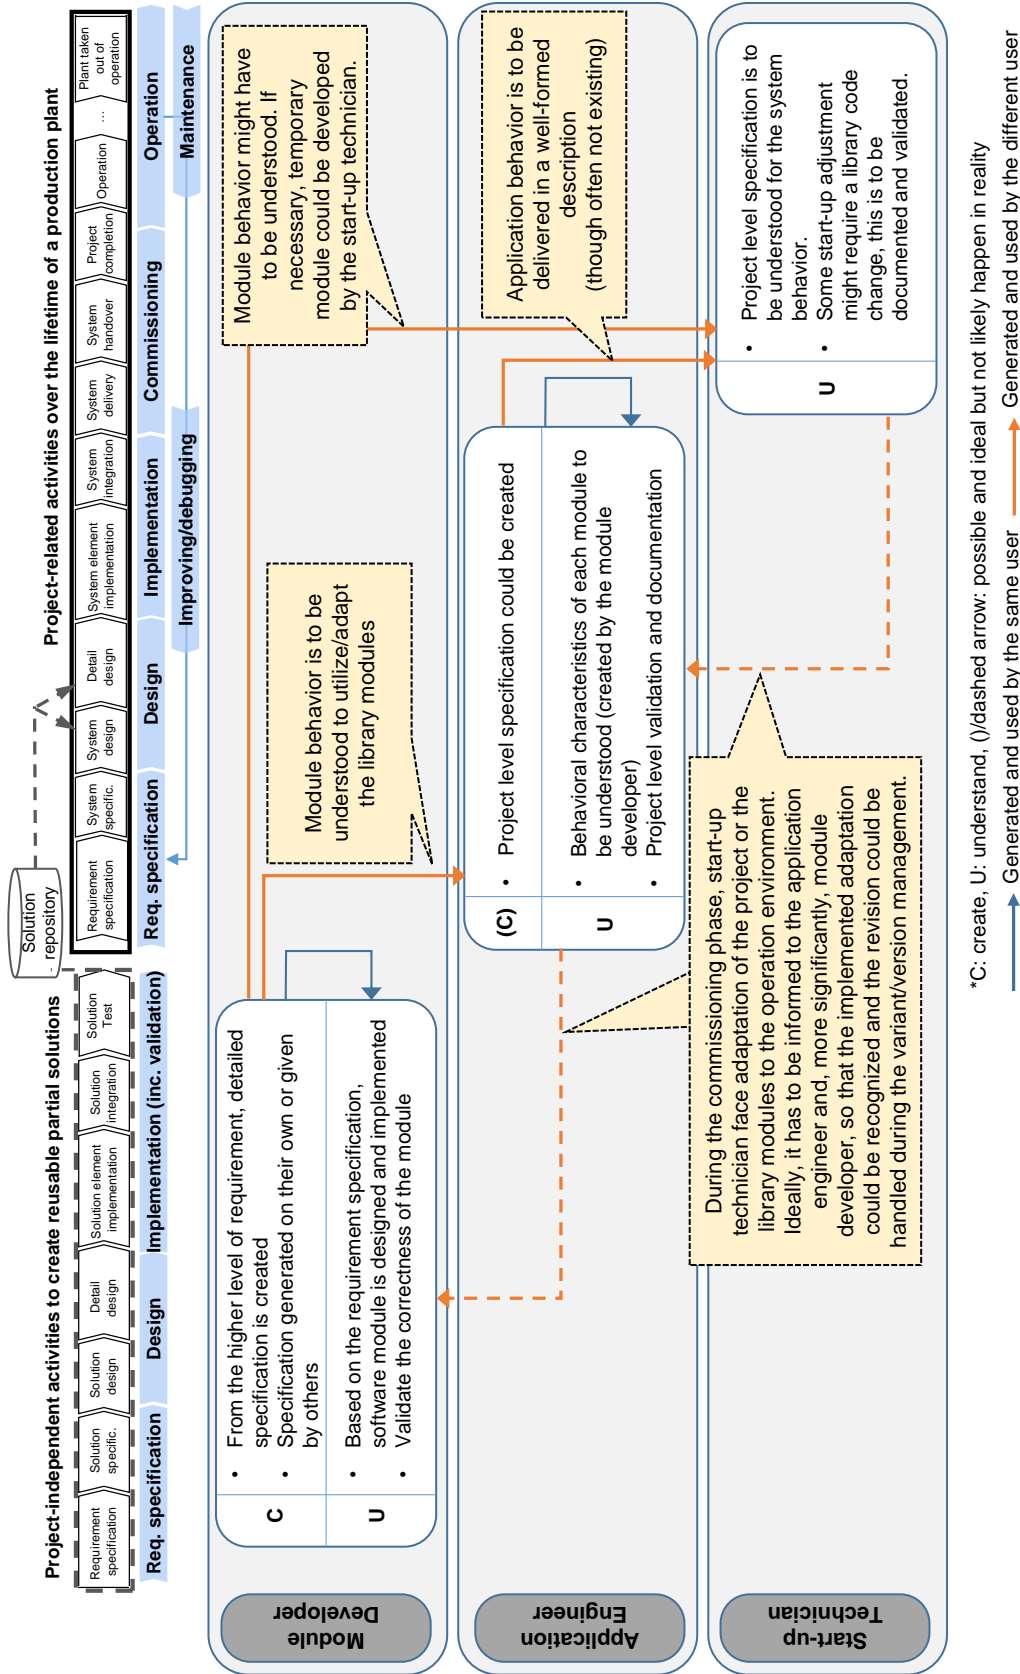 Project-independent activities to create reusable partial solutions
Solution
repository
Project-related activities over the lifetime of a production plant
Requirement
specification
Solution
specific.
Solution
design
Detail
design
Solution element
implementation
Solution
integration
Solution
Test
Requirement
specification
System
specific.
System
design
Detail
design
System element
implementation
System
integration
System
delivery
System
handover
Project
completion
Operation
...
Plant taken
out of
operation
Req. specification
Design
Implementation (inc. validation)
Req. specification
Design
Implementation
Commissioning
Operation
Improving/debugging
Maintenance
Module
Developer
C
• From the higher level of requirement, detailed
specification is created
• Specification generated on their own or given
by others
U
• Based on the requirement specification,
software module is designed and implemented
• Validate the correctness of the module
Module behavior is to be
understood to utilize/adapt
the library modules
Module behavior might have
to be understood. If
necessary, temporary
module could be developed
by the start-up technician.
Application
Engineer
(C)
• Project level specification could be created
U
• Behavioral characteristics of each module to
be understood (created by the module
developer)
• Project level validation and documentation
Application behavior is to be
delivered in a well-formed
description
(though often not existing)
Start-up
Technician
During the commissioning phase, start-up
technician face adaptation of the project or the
library modules to the operation environment.
Ideally, it has to be informed to the application
engineer and, more significantly, module
developer, so that the implemented adaptation
could be recognized and the revision could be
handled during the variant/version management.
U
• Project level specification is to
be understood for the system
behavior.
• Some start-up adjustment
might require a library code
change, this is to be
documented and validated.
*C: create, U: understand, ()/dashed arrow: possible and ideal but not likely happen in reality
Generated and used by the same user
Generated and used by the different user